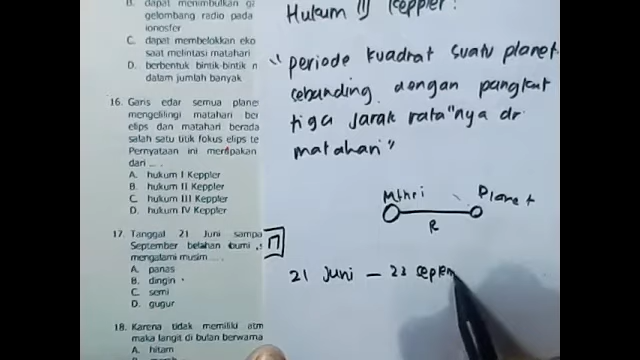 B. dapat menimbulkan
gelombang radio pada
ionosfer
C. dapat membelokkan eko
saat melintasi matahari
D. berbentuk bintik-bintik n
dalam jumlah banyak
16. Garis edar semua plane
mengelilingi matahari ber
elips dan matahari berada
salah satu titik fokus elips te
Pernyataan ini merupakan
dari ....
A. hukum I Keppler
B. hukum II Keppler
C. hukum III Keppler
D. hukum IV Keppler
17. Tanggal 21 Juni sampa
September belahan bumi
mengalami musim ....
A. panas
B. dingin
C. semi
D. gugur
18. Karena tidak memiliki atm
maka langit di bulan berwarna
A. hitam
Hukum III Keppler:
"periode kuadrat suatu planet
sebanding dengan pangkat
tiga jarak rata"nya dr
matahari"
Mthri Planet
R
21 Juni – 23 Septem